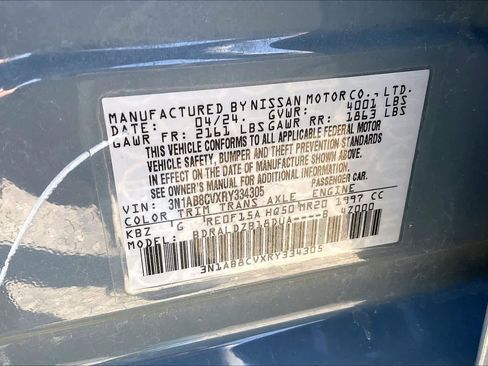 MANUFACTURED BY NISSAN MOTOR CO., LTD.
DATE: 04/24 GVWR: 4001 LBS
GAWR FR: 2161 LBS GAWR RR: 1863 LBS
THIS VEHICLE CONFORMS TO ALL APPLICABLE FEDERAL MOTOR
VEHICLE SAFETY, BUMPER AND THEFT PREVENTION STANDARDS
IN EFFECT ON THE DATE OF MANUFACTURE SHOWN ABOVE.
SEE OWNER'S MANUAL FOR ADDITIONAL INFORMATION
VIN: 3N1AB8CVXRY334305 PASSENGER CAR
COLOR TRIM TRANS AXLE ENGINE
KBZ G RE0F15A HQ50 MR20 1997 CC
MODEL: BDRALDZB18DUA----B 4Z000
3N1AB8CVXRY334305